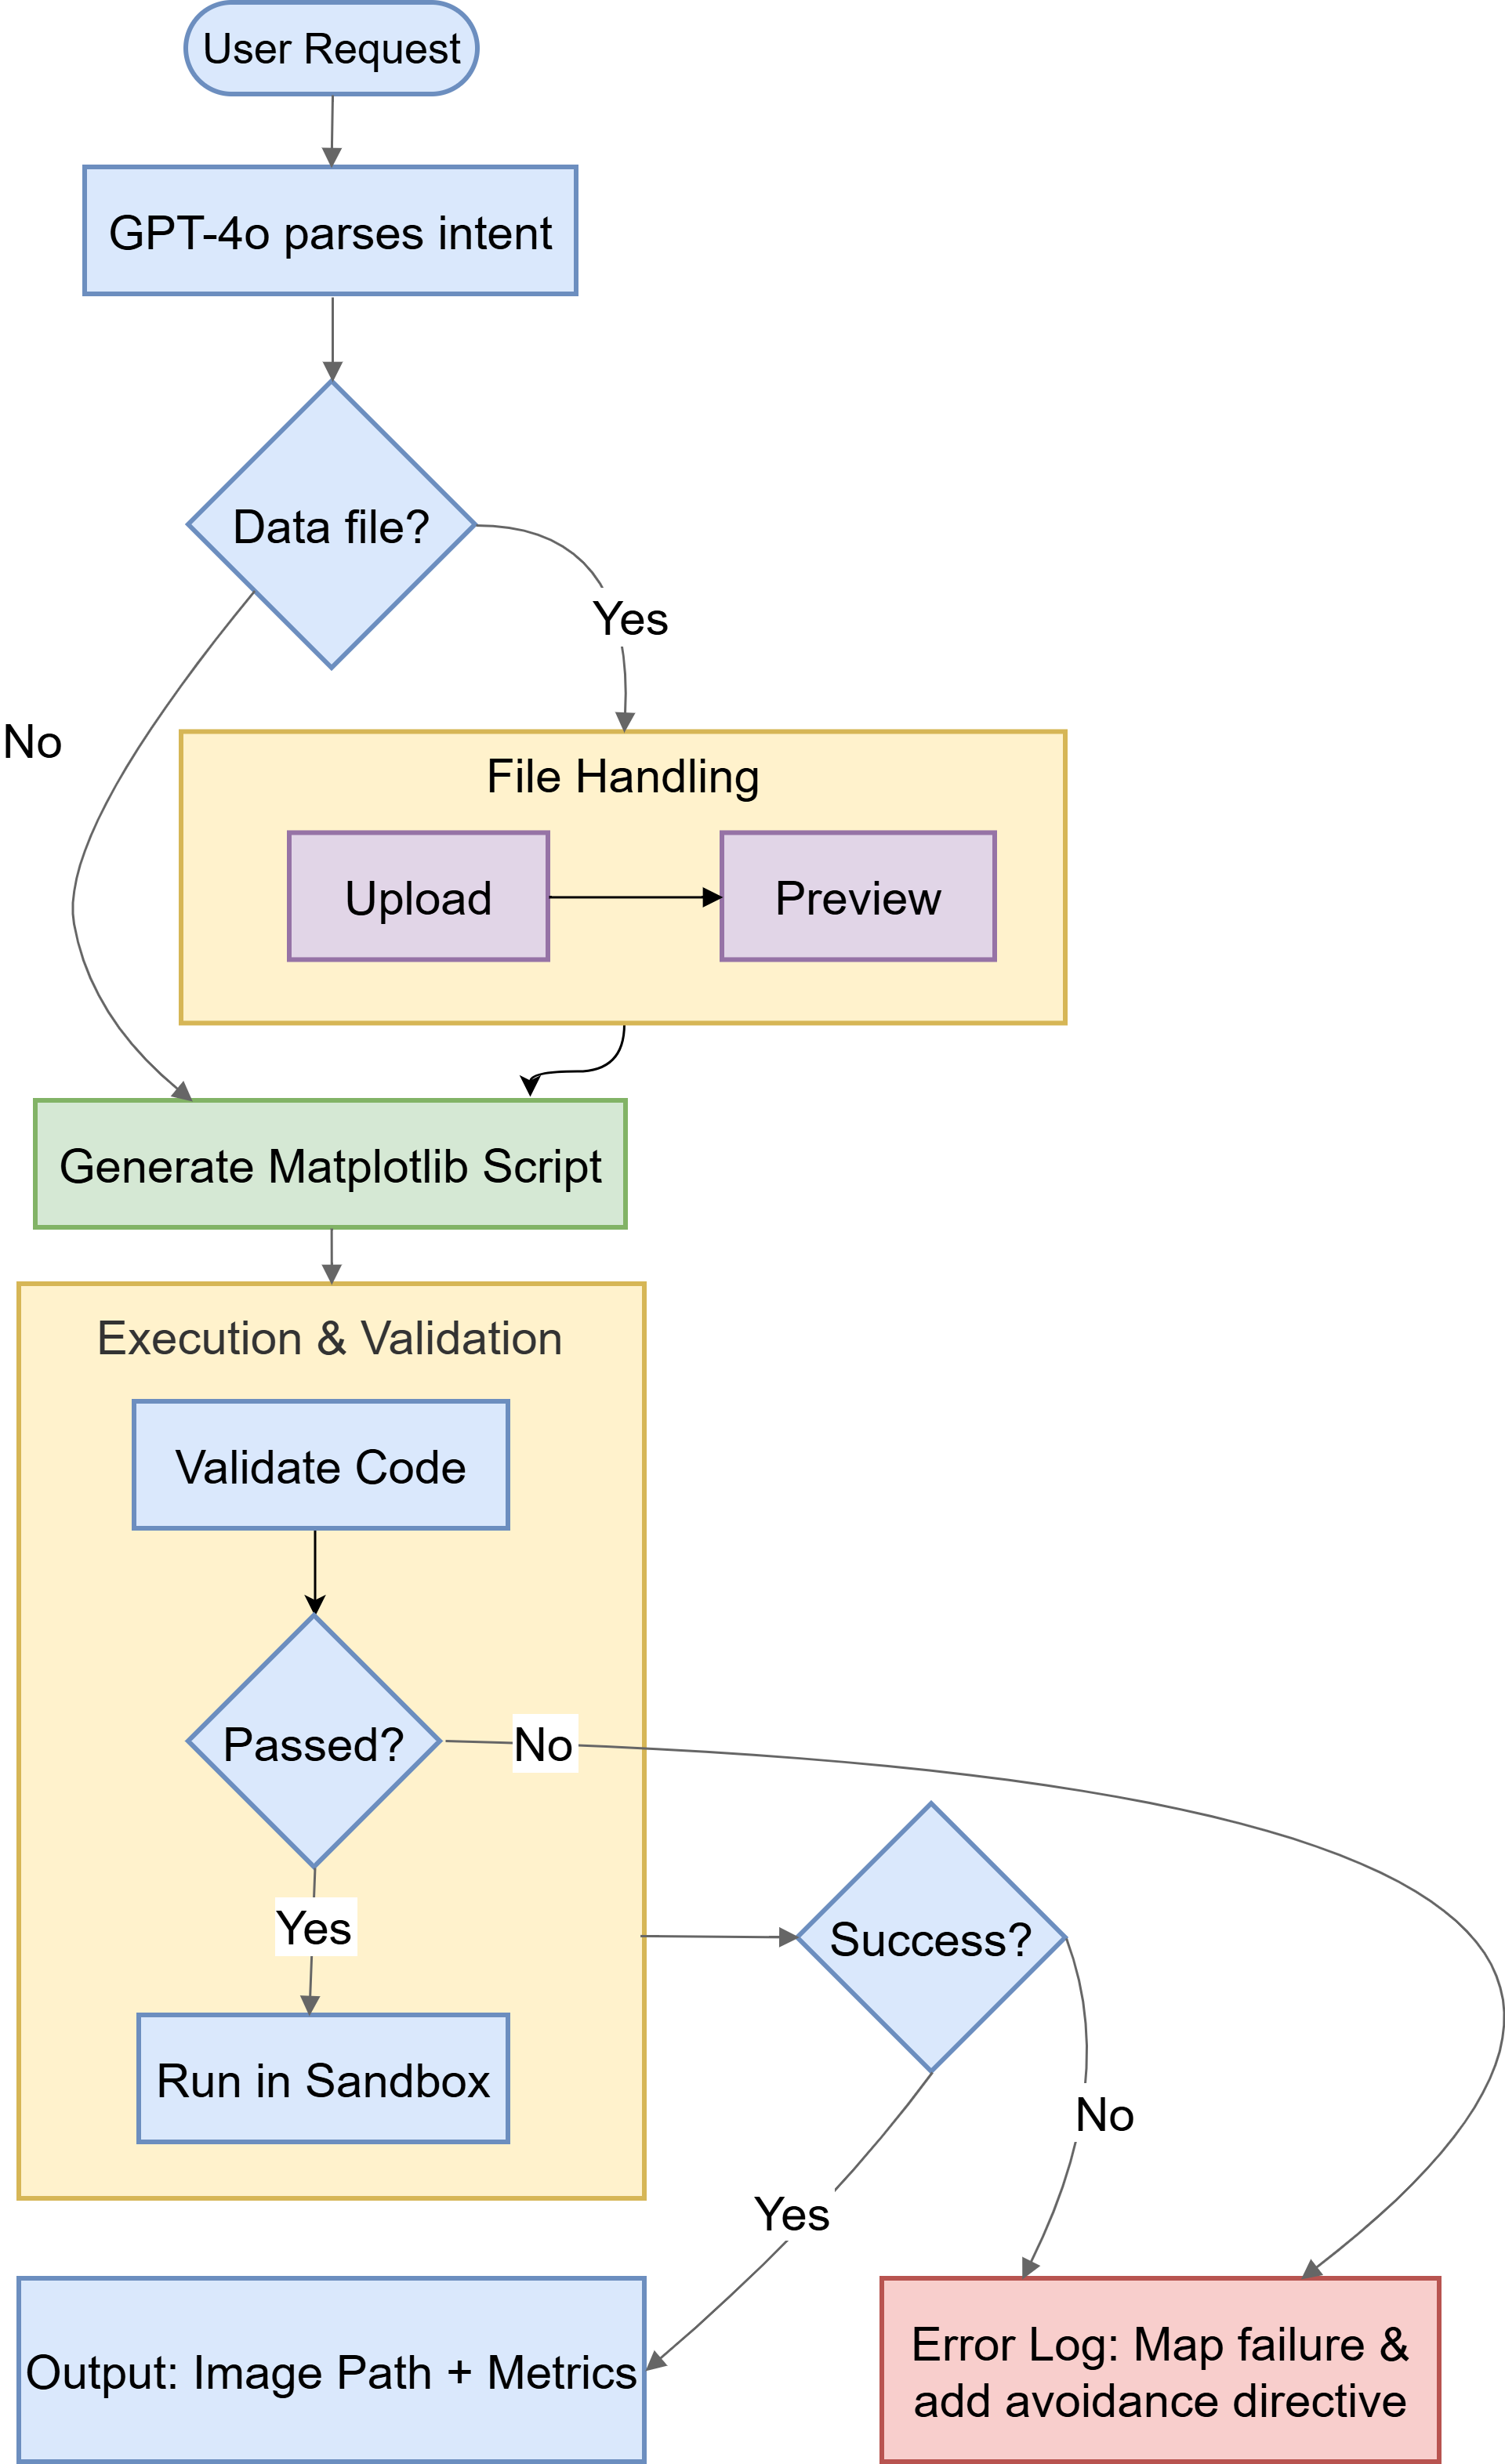 User Request
GPT-4o parses intent
Data file?
Yes
No
File Handling
Upload
Preview
Generate Matplotlib Script
Execution & Validation
Validate Code
Passed?
No
Yes
Success?
Run in Sandbox
No
Yes
Output: Image Path + Metrics
Error Log: Map failure &
add avoidance directive